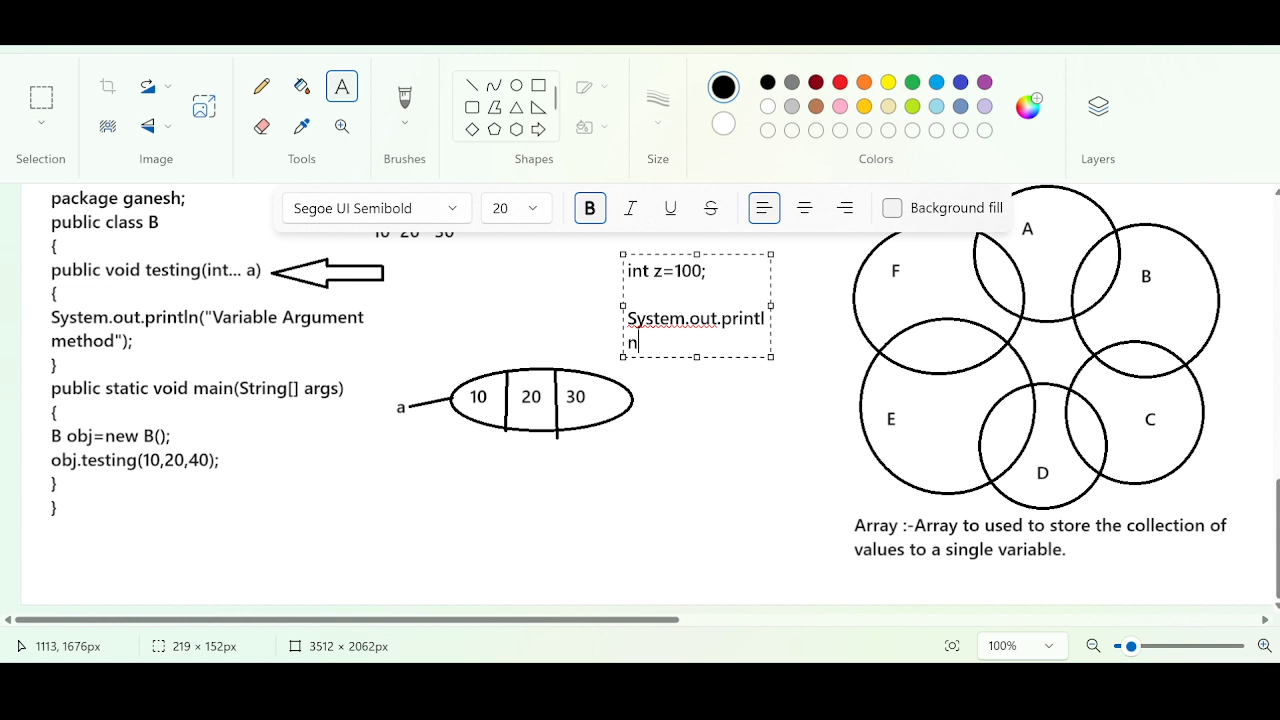 Selection
Image
Tools
Brushes
Shapes
Size
Colors
Layers
Segoe UI Semibold
20
B
I
U
S
Background fill
package ganesh;
public class B
{
public void testing(int... a)
{
System.out.println("Variable Argument
method");
}
public static void main(String[] args)
{
B obj=new B();
obj.testing(10,20,40);
}
}
10 20 30
a
10
20
30
int z=100;
System.out.printl
n
A
B
C
D
E
F
Array :-Array to used to store the collection of
values to a single variable.
1113, 1676px
219 × 152px
3512 × 2062px
100%